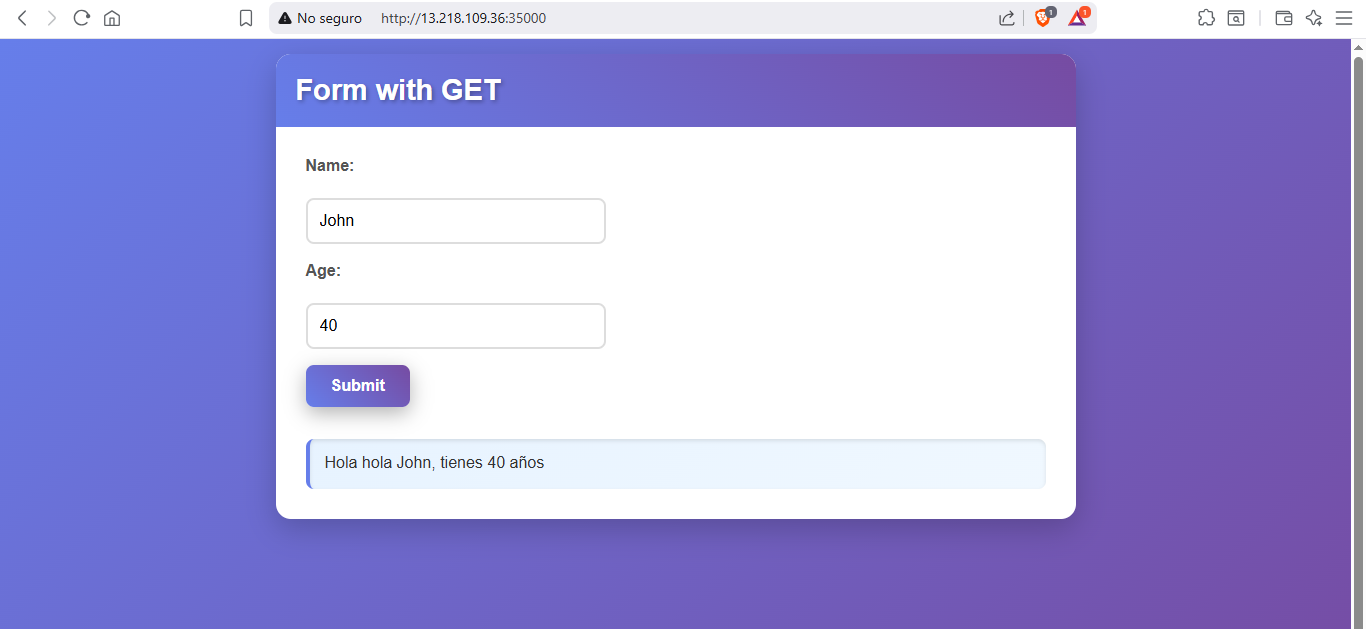 No seguro http://13.218.109.36:35000 1 1
Form with GET
Name:
John
Age:
40
Submit
Hola hola John, tienes 40 años